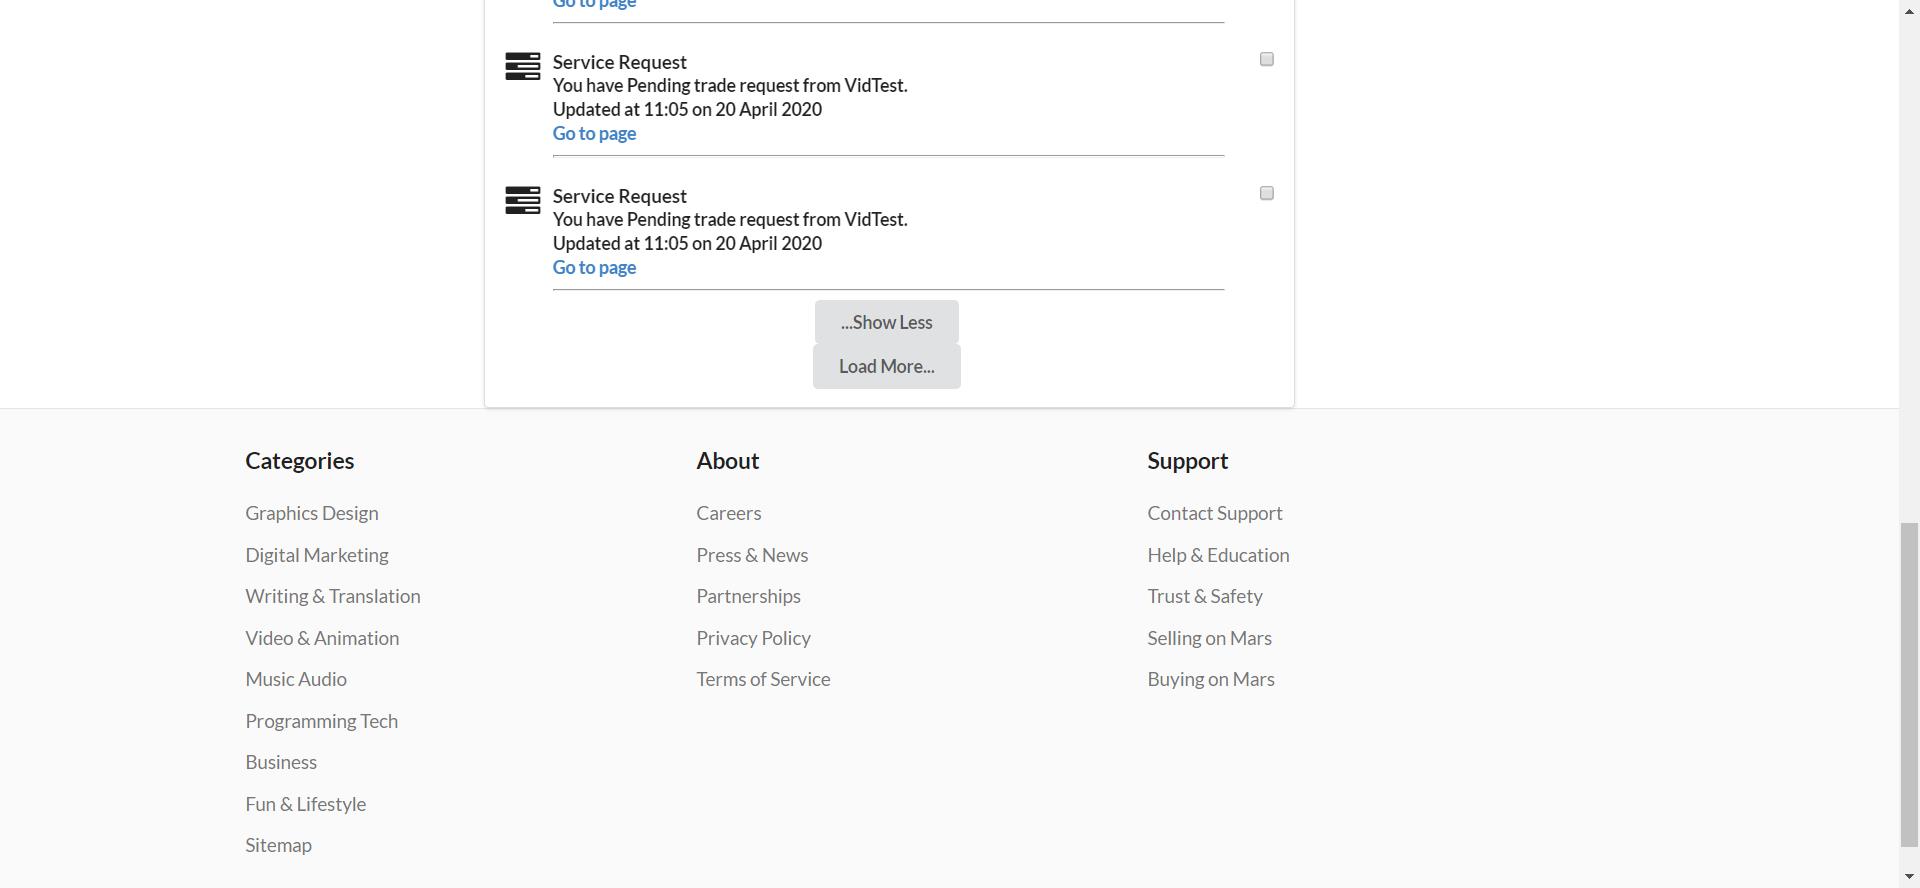 Go to page
Service Request
You have Pending trade request from VidTest.
Updated at 11:05 on 20 April 2020
Go to page
Service Request
You have Pending trade request from VidTest.
Updated at 11:05 on 20 April 2020
Go to page
...Show Less
Load More...
Categories
Graphics Design
Digital Marketing
Writing & Translation
Video & Animation
Music Audio
Programming Tech
Business
Fun & Lifestyle
Sitemap
About
Careers
Press & News
Partnerships
Privacy Policy
Terms of Service
Support
Contact Support
Help & Education
Trust & Safety
Selling on Mars
Buying on Mars